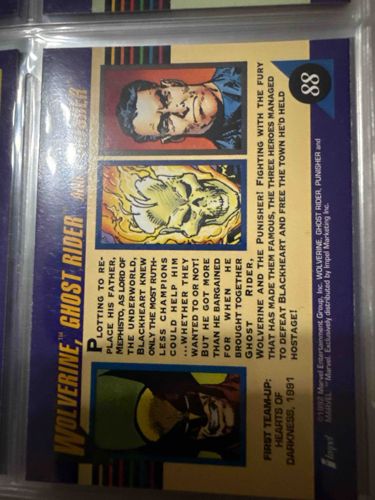 WOLVERINE,™ GHOST RIDER
AND PUNISHER
88
PLOTTING TO RE-
PLACE HIS FATHER,
MEPHISTO, AS LORD OF
THE UNDERWORLD,
BLACKHEART KNEW
ONLY THE MOST RUTH-
LESS CHAMPIONS
COULD HELP HIM
...WHETHER THEY
WANTED TO OR NOT!
BUT HE GOT MORE
THAN HE BARGAINED
FOR WHEN HE
BROUGHT TOGETHER
GHOST RIDER,
WOLVERINE AND THE PUNISHER! FIGHTING WITH THE FURY
THAT HAS MADE THEM FAMOUS, THE THREE HEROES MANAGED
TO DEFEAT BLACKHEART AND FREE THE TOWN HE'D HELD
HOSTAGE!
FIRST TEAM-UP:
HEARTS OF
DARKNESS, 1991
©1992 Marvel Entertainment Group, Inc. WOLVERINE, GHOST RIDER, PUNISHER and
MARVEL: ™Marvel. Exclusively distributed by Impel Marketing Inc.
impel